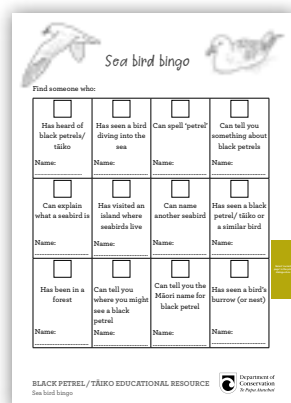 Sea bird bingo
Find someone who:
Has heard of
black petrels/
tāiko
Name:
Has seen a bird
diving into the
sea
Name:
Can spell 'petrel'
Name:
Can tell you
something about
black petrels
Name:
Can explain
what a seabird is
Name:
Has visited an
island where
seabirds live
Name:
Can name
another seabird
Name:
Has seen a black
petrel/ tāiko or
a similar bird
Name:
Has been in a
forest
Name:
Can tell you
where you might
see a black
petrel
Name:
Can tell you the
Māori name for
black petrel
Name:
Has seen a bird's
burrow (or nest)
Name:
BLACK PETREL / TĀIKO EDUCATIONAL RESOURCE
Sea bird bingo
Department of
Conservation
Te Papa Atawhai